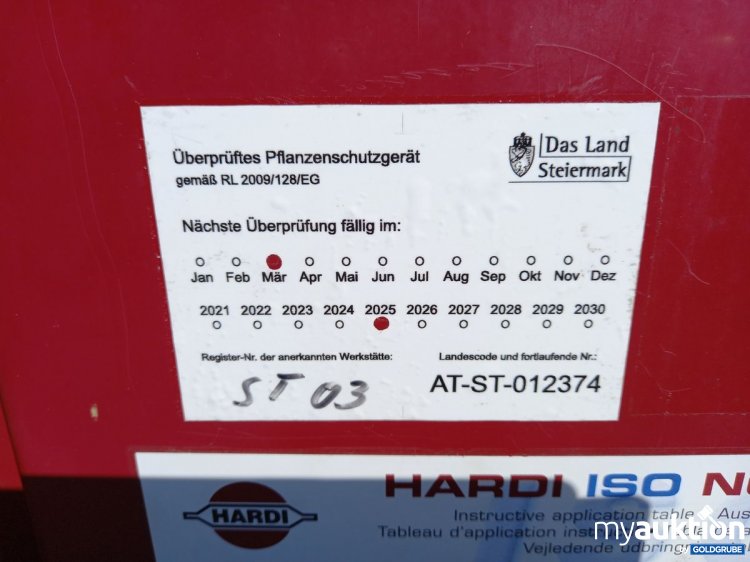 Überprüftes Pflanzenschutzgerät
gemäß RL 2009/128/EG
Das Land
Steiermark
Nächste Überprüfung fällig im:
Jan Feb Mär Apr Mai Jun Jul Aug Sep Okt Nov Dez
2021 2022 2023 2024 2025 2026 2027 2028 2029 2030
Register-Nr. der anerkannten Werkstätte:
Landescode und fortlaufende Nr.:
ST 03
AT-ST-012374
HARDI
HARDI ISO
Instructive application table - Aus
Tableau d'application
Vejledende udbring
myauktion
BY GOLDGRUBE